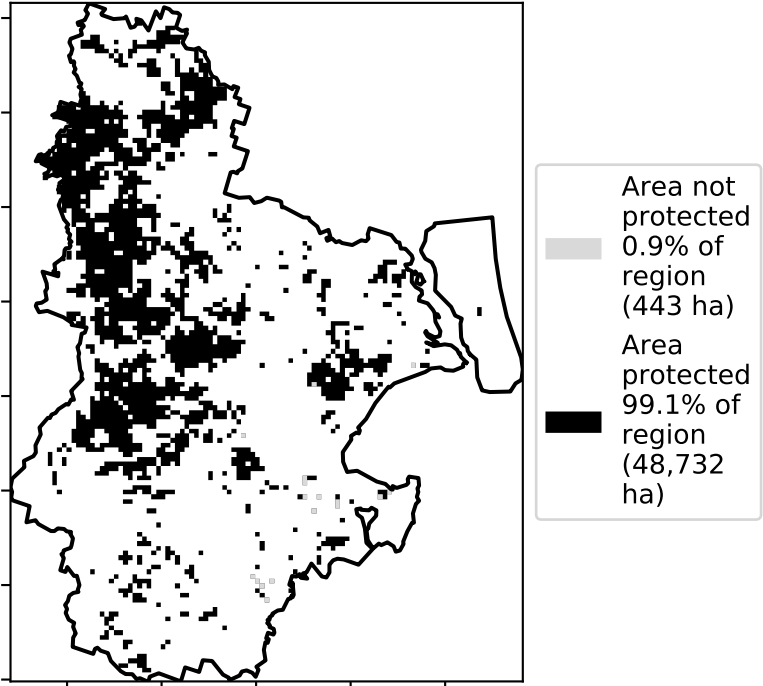 Area not
protected
0.9% of
region
(443 ha)
Area
protected
99.1% of
region
(48,732
ha)